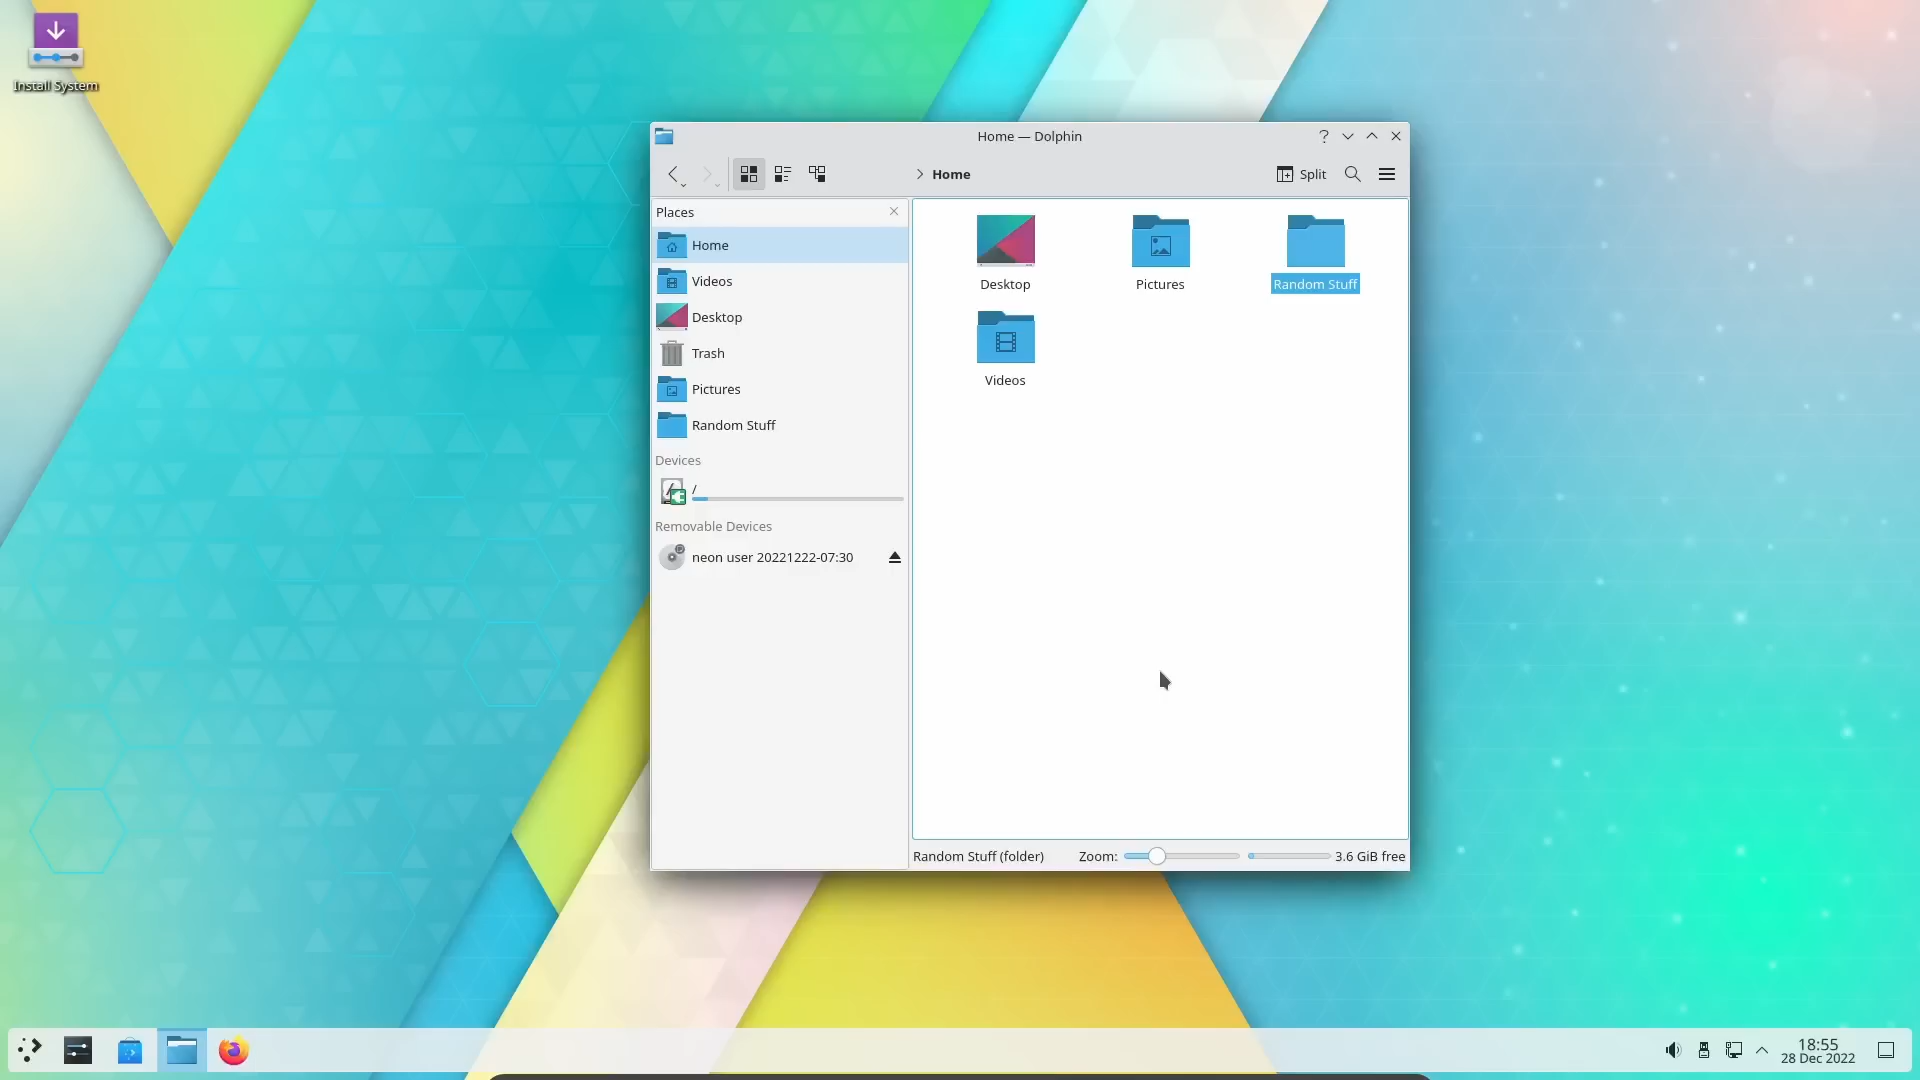 Install System
Home — Dolphin
Home
Split
Places
Home
Videos
Desktop
Trash
Pictures
Random Stuff
Devices
/
Removable Devices
neon user 20221222-07:30
Desktop
Pictures
Random Stuff
Videos
Random Stuff (folder)
Zoom:
3.6 GiB free
18:55
28 Dec 2022